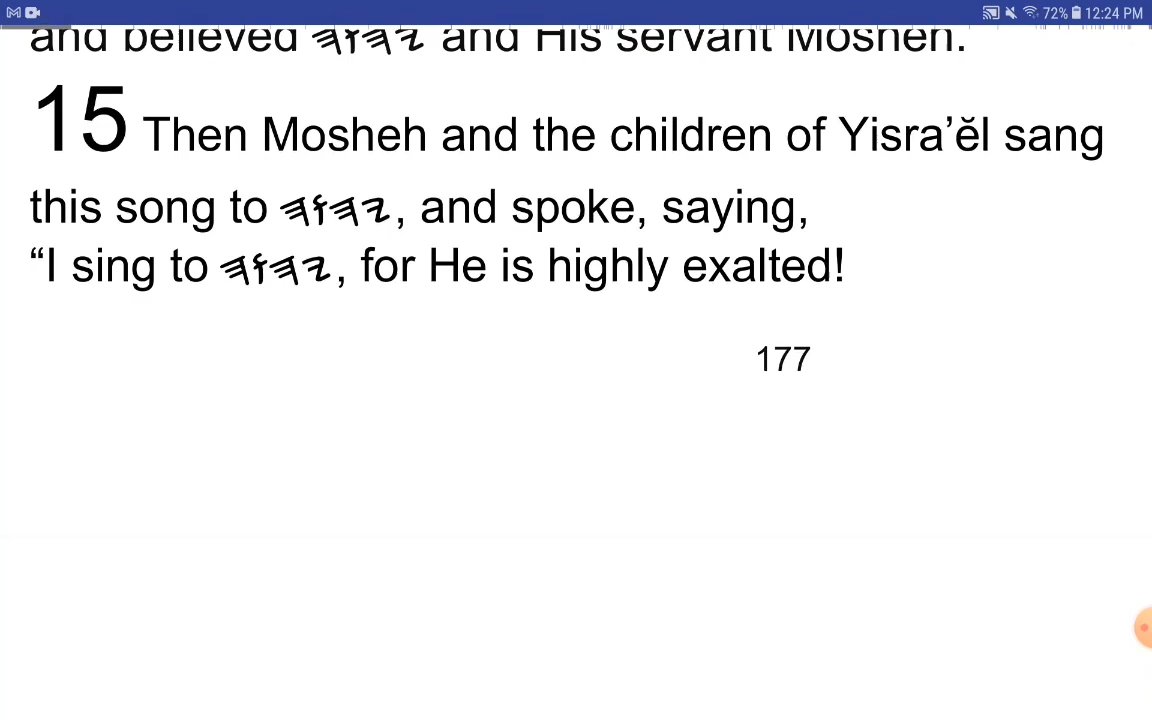 72% 12:24 PM
and believed 𐤉𐤄𐤅𐤄 and His servant Mosheh.
15 Then Mosheh and the children of Yisra’ĕl sang
this song to 𐤉𐤄𐤅𐤄, and spoke, saying,
“I sing to 𐤉𐤄𐤅𐤄, for He is highly exalted!
177